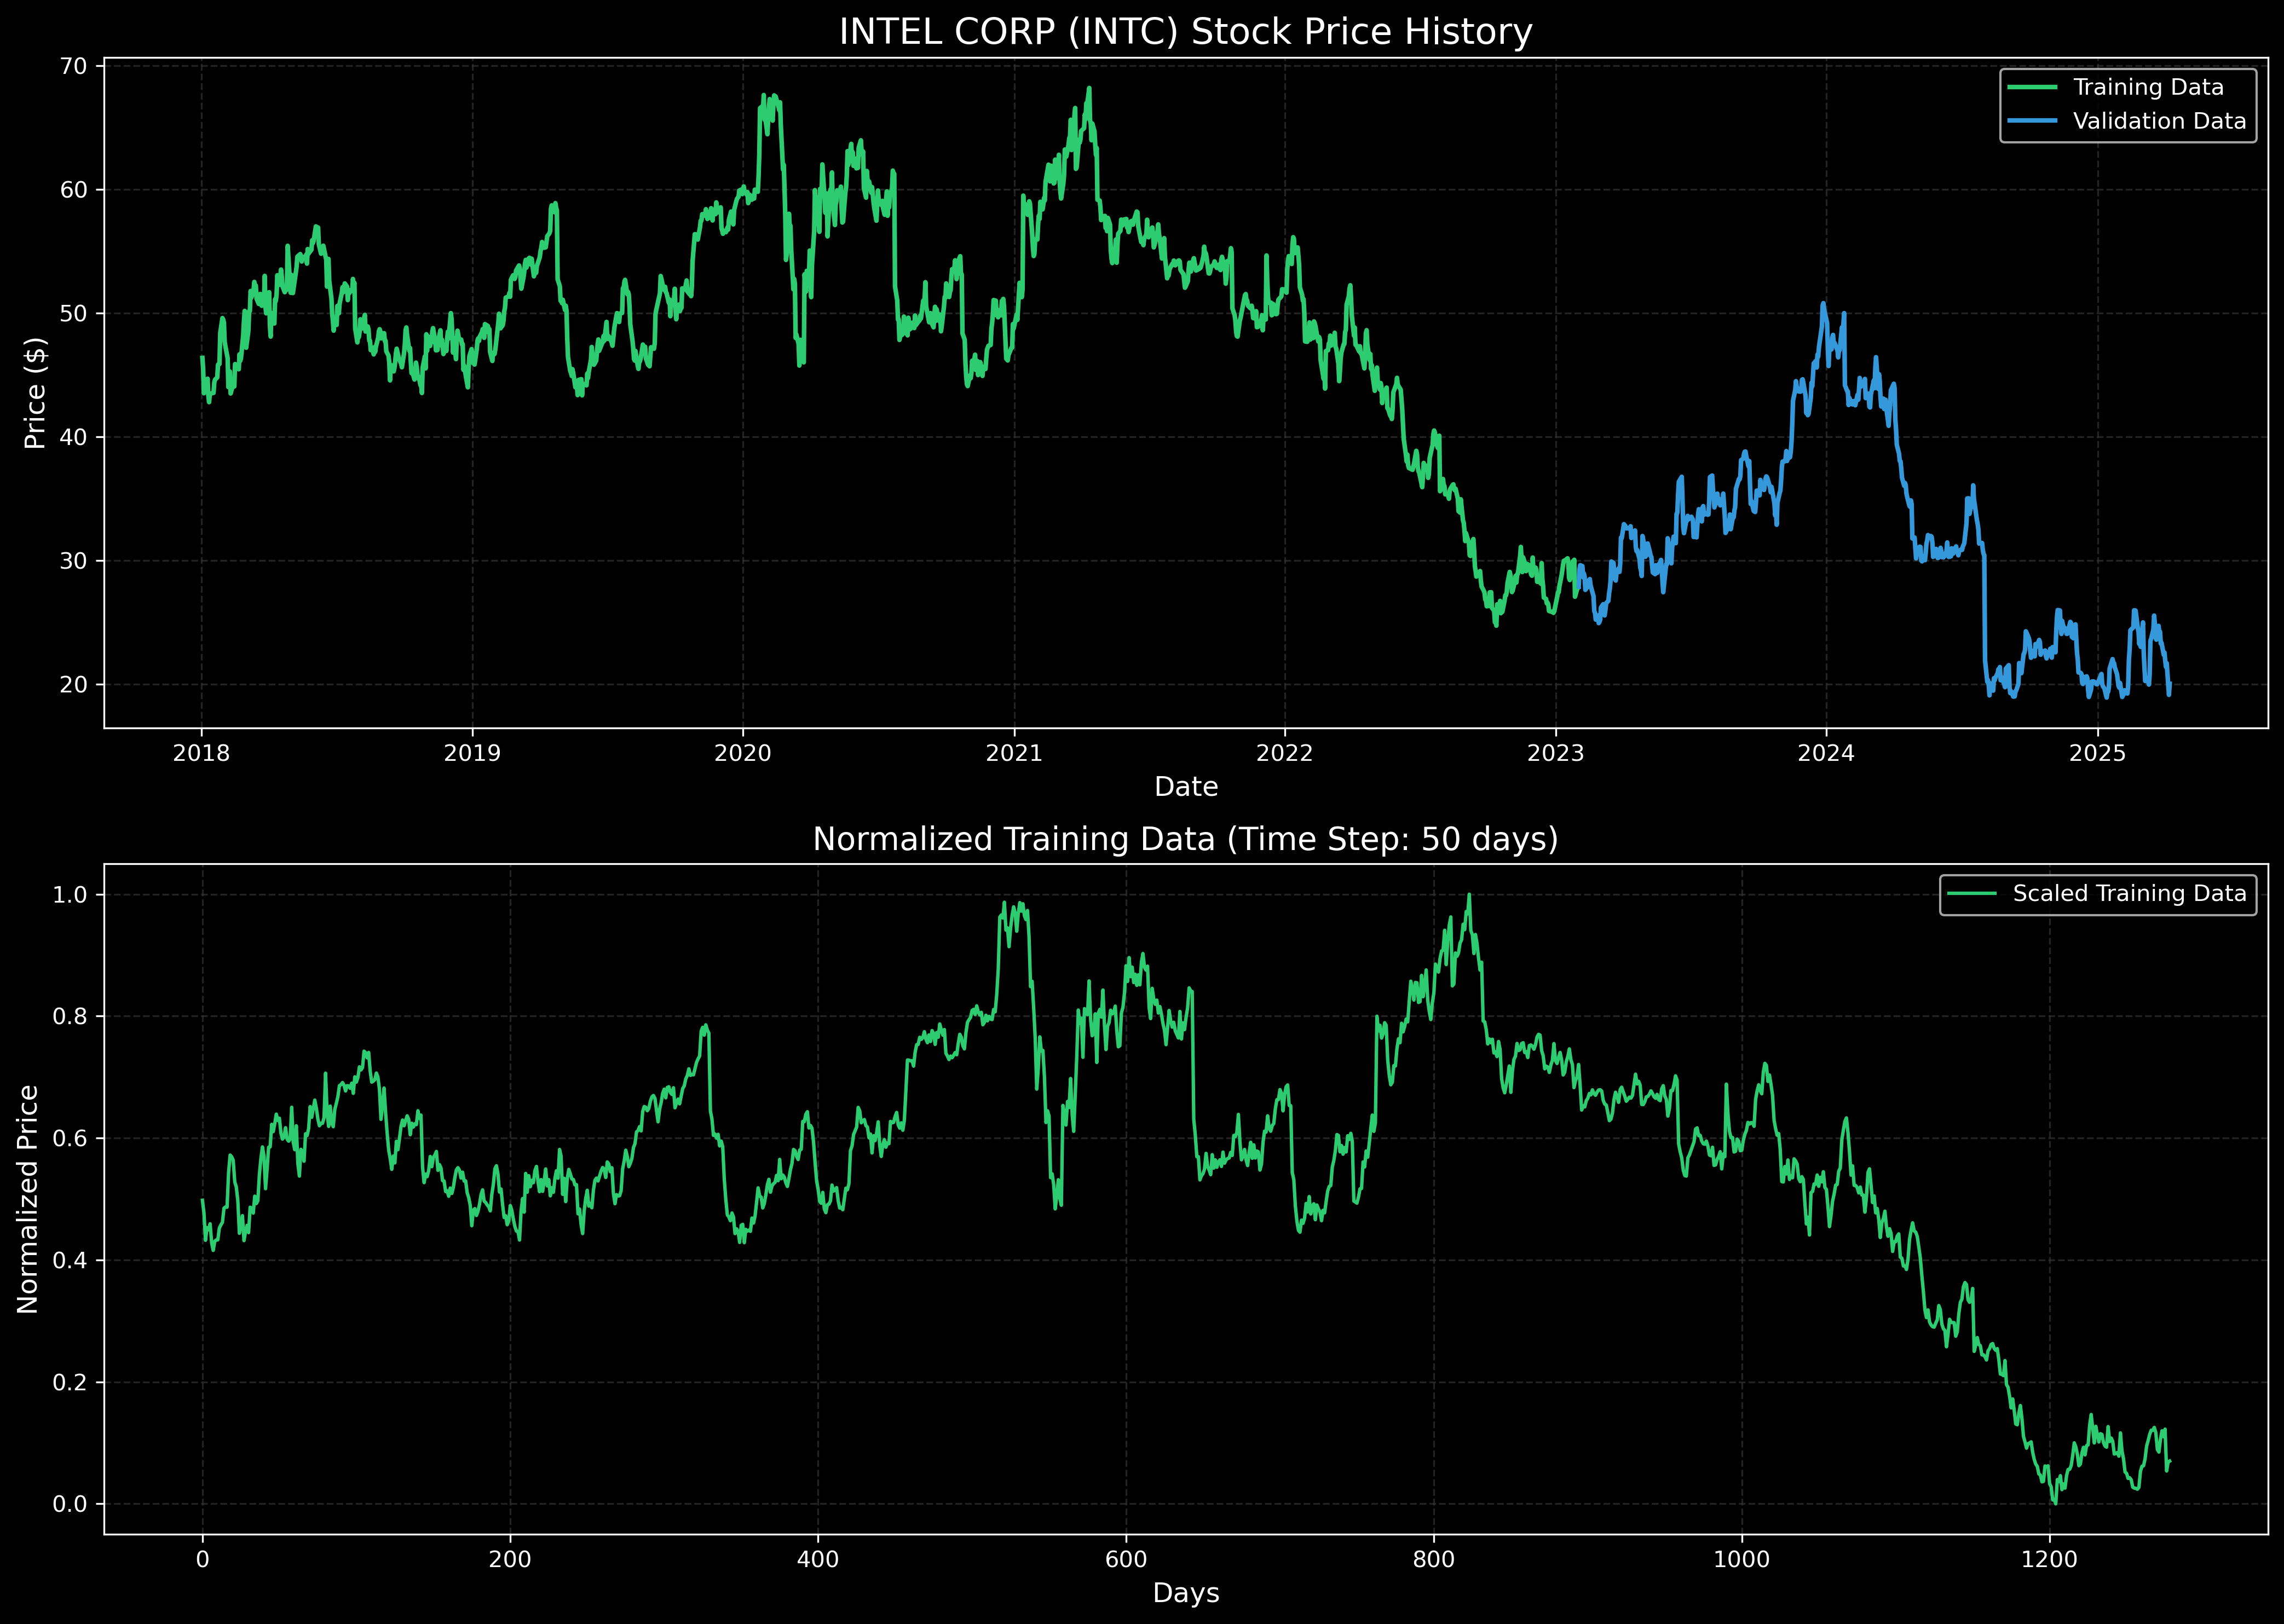 INTEL CORP (INTC) Stock Price History
Training Data
Validation Data
Price ($)
70
60
50
40
30
20
2018 2019 2020 2021 2022 2023 2024 2025
Date
Normalized Training Data (Time Step: 50 days)
Scaled Training Data
Normalized Price
1.0
0.8
0.6
0.4
0.2
0.0
0 200 400 600 800 1000 1200
Days